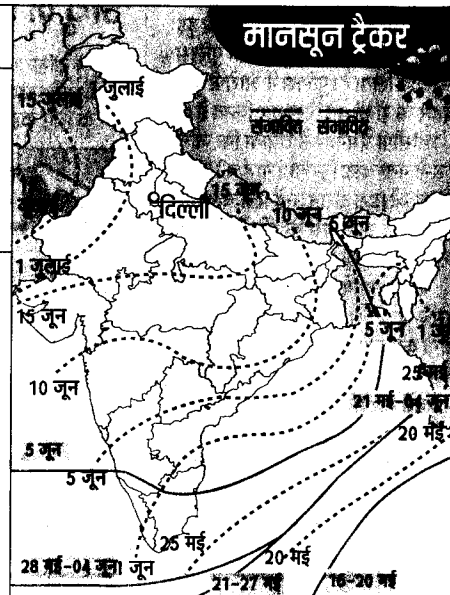 मानसून ट्रैकर
15 जुलाई
जुलाई
संभावित संभावित
दिल्ली
15 जून
10 जून
जून
1 जुलाई
15 जून
5 जून
10 जून
25 मई
21 मई-04 जून
20 मई
5 जून
5 जून
25 मई
28 मई-04 जून
1 जून
20 मई
21-27 मई
16-20 मई